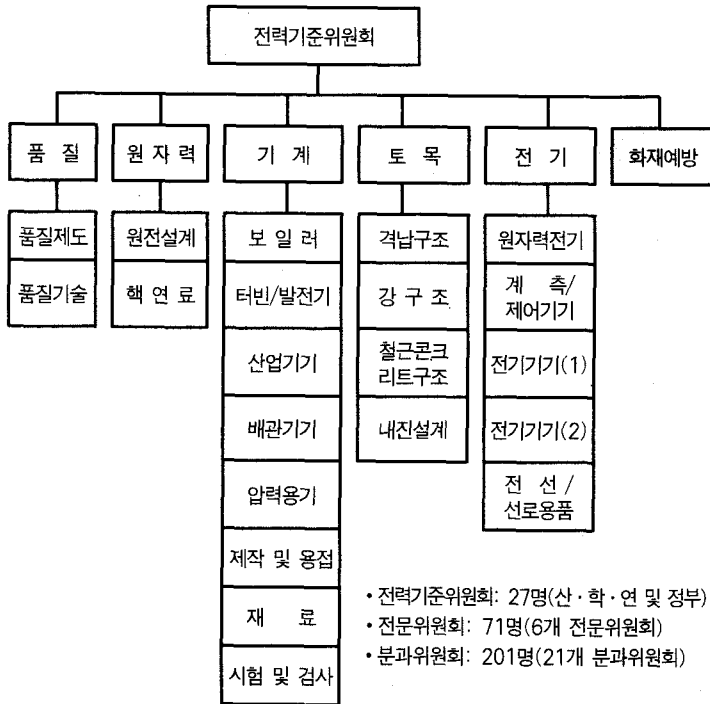 전력기준위원회
품 질
원 자 력
기 계
토 목
전 기
화재예방
품질제도
품질기술
원전설계
핵 연 료
보 일 러
터빈/발전기
산업기기
배관기기
압력용기
제작 및 용접
재 료
시험 및 검사
격납구조
강 구 조
철근콘크
리트구조
내진설계
원자력전기
계 측/
제어기기
전기기기(1)
전기기기(2)
전 선 /
선로용품
• 전력기준위원회: 27명(산·학·연 및 정부)
• 전문위원회: 71명(6개 전문위원회)
• 분과위원회: 201명(21개 분과위원회)